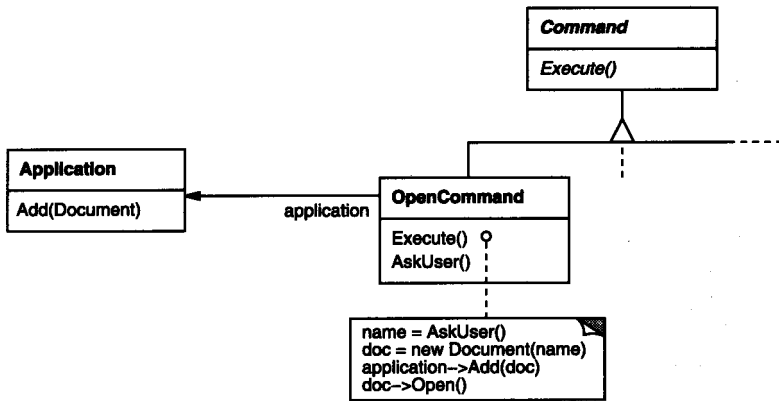 Command
Execute()
Application
Add(Document)
application
OpenCommand
Execute()
AskUser()
name = AskUser()
doc = new Document(name)
application-->Add(doc)
doc->Open()